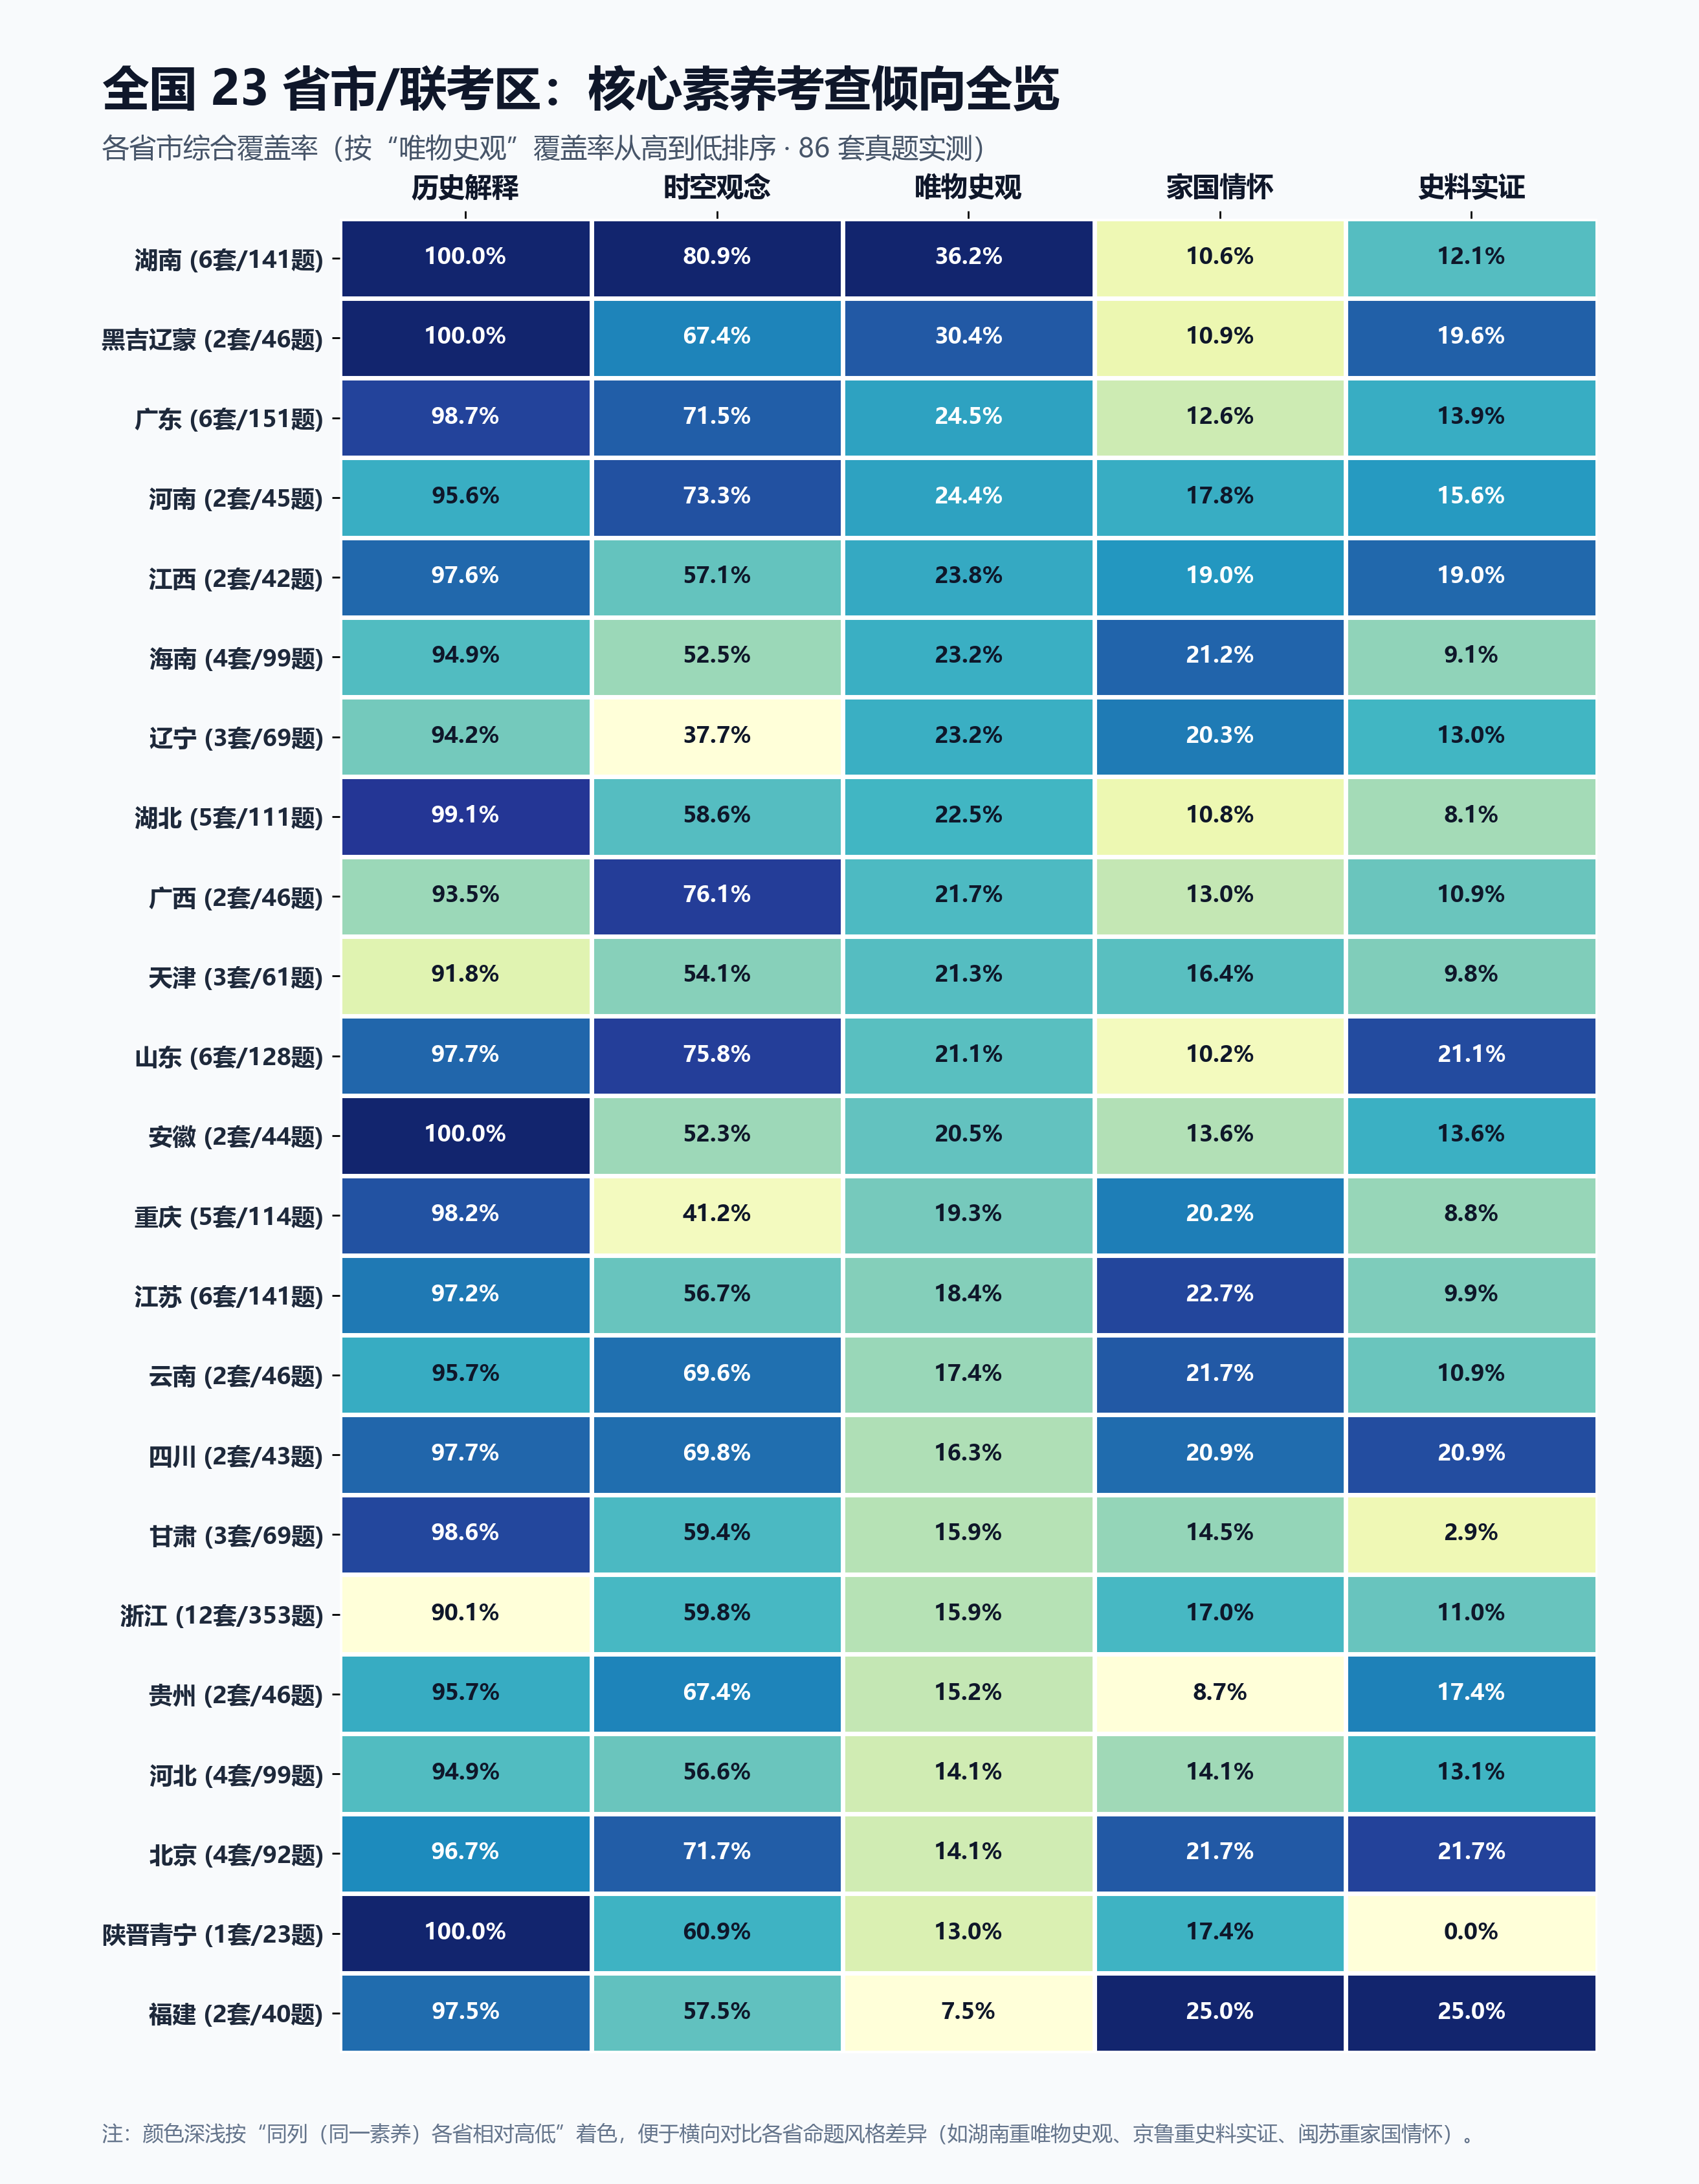 全国 23 省市/联考区：核心素养考查倾向全览
各省市综合覆盖率（按“唯物史观”覆盖率从高到低排序 · 86 套真题实测）
历史解释 时空观念 唯物史观 家国情怀 史料实证
湖南 (6套/141题) 100.0% 80.9% 36.2% 10.6% 12.1%
黑吉辽蒙 (2套/46题) 100.0% 67.4% 30.4% 10.9% 19.6%
广东 (6套/151题) 98.7% 71.5% 24.5% 12.6% 13.9%
河南 (2套/45题) 95.6% 73.3% 24.4% 17.8% 15.6%
江西 (2套/42题) 97.6% 57.1% 23.8% 19.0% 19.0%
海南 (4套/99题) 94.9% 52.5% 23.2% 21.2% 9.1%
辽宁 (3套/69题) 94.2% 37.7% 23.2% 20.3% 13.0%
湖北 (5套/111题) 99.1% 58.6% 22.5% 10.8% 8.1%
广西 (2套/46题) 93.5% 76.1% 21.7% 13.0% 10.9%
天津 (3套/61题) 91.8% 54.1% 21.3% 16.4% 9.8%
山东 (6套/128题) 97.7% 75.8% 21.1% 10.2% 21.1%
安徽 (2套/44题) 100.0% 52.3% 20.5% 13.6% 13.6%
重庆 (5套/114题) 98.2% 41.2% 19.3% 20.2% 8.8%
江苏 (6套/141题) 97.2% 56.7% 18.4% 22.7% 9.9%
云南 (2套/46题) 95.7% 69.6% 17.4% 21.7% 10.9%
四川 (2套/43题) 97.7% 69.8% 16.3% 20.9% 20.9%
甘肃 (3套/69题) 98.6% 59.4% 15.9% 14.5% 2.9%
浙江 (12套/353题) 90.1% 59.8% 15.9% 17.0% 11.0%
贵州 (2套/46题) 95.7% 67.4% 15.2% 8.7% 17.4%
河北 (4套/99题) 94.9% 56.6% 14.1% 14.1% 13.1%
北京 (4套/92题) 96.7% 71.7% 14.1% 21.7% 21.7%
陕晋青宁 (1套/23题) 100.0% 60.9% 13.0% 17.4% 0.0%
福建 (2套/40题) 97.5% 57.5% 7.5% 25.0% 25.0%
注：颜色深浅按“同列（同一素养）各省相对高低”着色，便于横向对比各省命题风格差异（如湖南重唯物史观、京鲁重史料实证、闽苏重家国情怀）。